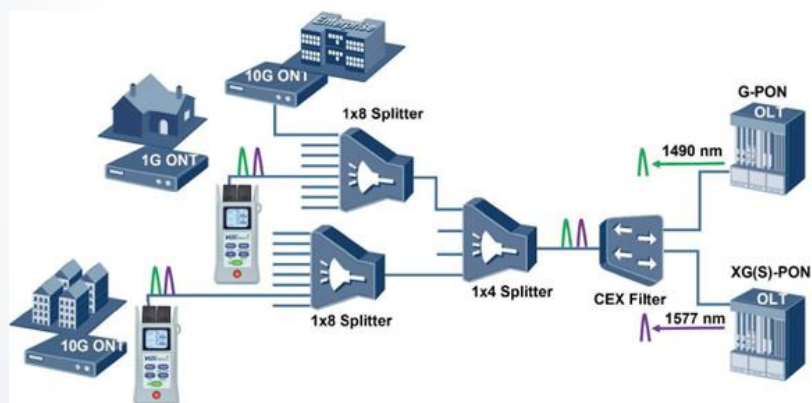 Enterprise
10G ONT
1x8 Splitter
G-PON
OLT
1490 nm
1G ONT
1x8 Splitter
1x4 Splitter
CEX Filter
XG(S)-PON
OLT
1577 nm
10G ONT